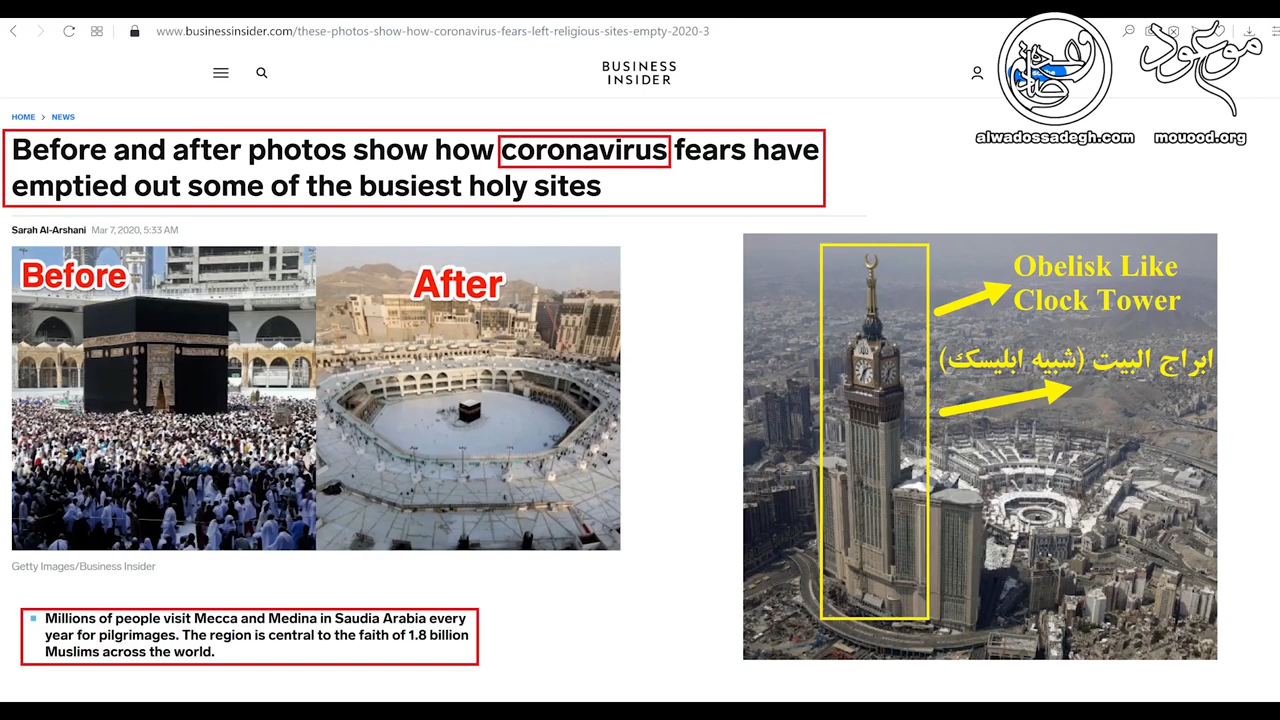 www.businessinsider.com/these-photos-show-how-coronavirus-fears-left-religious-sites-empty-2020-3
BUSINESS
INSIDER
موعود
alwadossadegh.com
mouood.org
HOME > NEWS
Before and after photos show how coronavirus fears have
emptied out some of the busiest holy sites
Sarah Al-Arshani Mar 7, 2020, 5:33 AM
Before
After
Getty Images/Business Insider
Millions of people visit Mecca and Medina in Saudia Arabia every
year for pilgrimages. The region is central to the faith of 1.8 billion
Muslims across the world.
Obelisk Like
Clock Tower
ابراج البیت (شبیه ابلیسک)